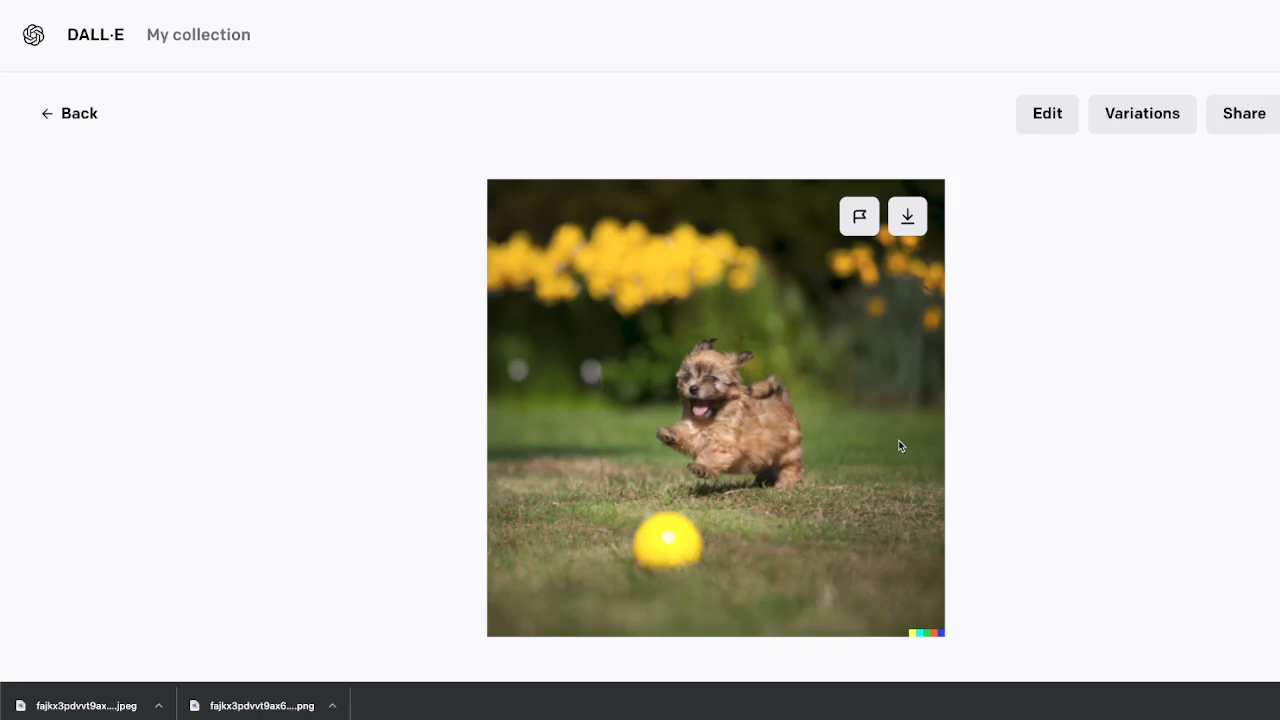 DALL·E My collection
← Back
Edit Variations Share
fajkx3pdvvt9ax....jpeg fajkx3pdvvt9ax6....png